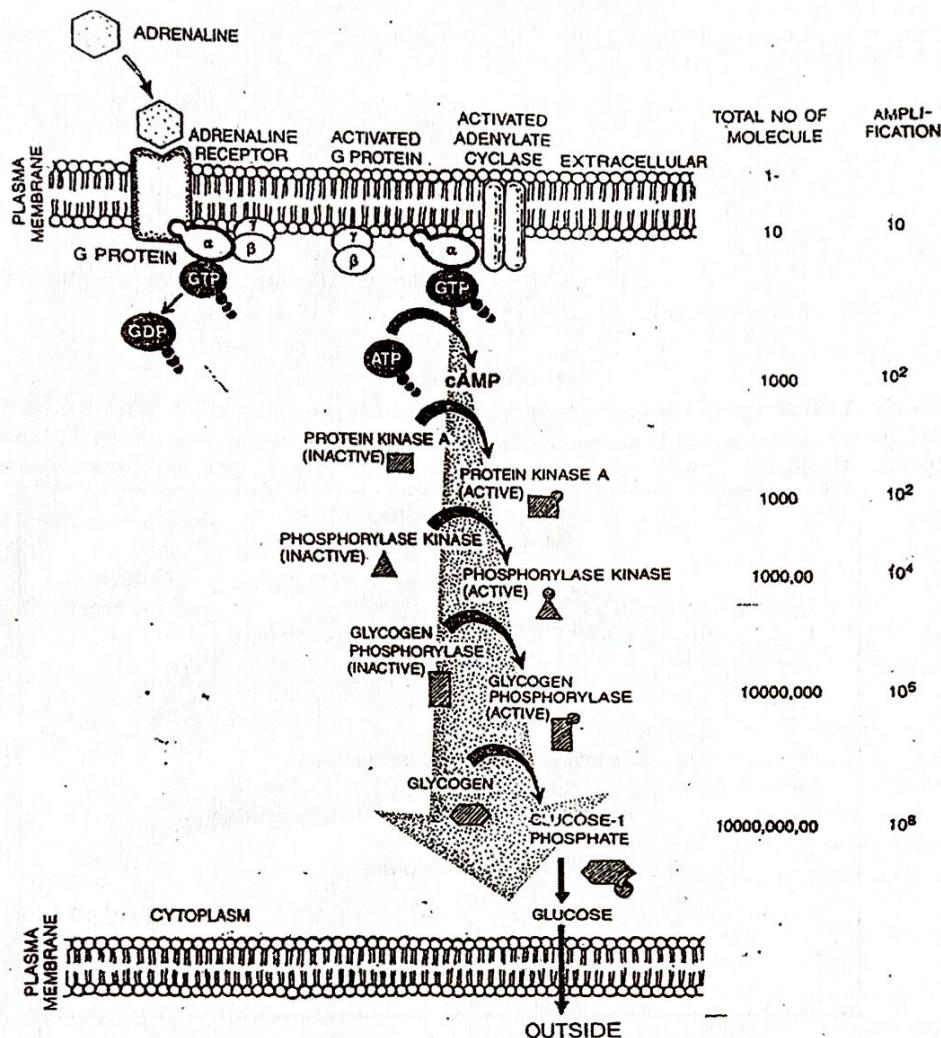 ADRENALINE
TOTAL NO OF
MOLECULE
AMPLI-
FICATION
PLASMA
MEMBRANE
ADRENALINE
RECEPTOR
ACTIVATED
G PROTEIN
ACTIVATED
ADENYLATE
CYCLASE
EXTRACELLULAR
1-
10
10
G PROTEIN
α
γ
β
γ
β
α
GTP
GTP
GDP
ATP
cAMP
1000
10²
PROTEIN KINASE A
(INACTIVE)
PROTEIN KINASE A
(ACTIVE)
1000
10²
PHOSPHORYLASE KINASE
(INACTIVE)
PHOSPHORYLASE KINASE
(ACTIVE)
1000,00
10⁴
GLYCOGEN
PHOSPHORYLASE
(INACTIVE)
GLYCOGEN
PHOSPHORYLASE
(ACTIVE)
10000,000
GLYCOGEN
GLUCOSE-1
PHOSPHATE
10000,000,00
10⁸
GLUCOSE
CYTOPLASM
PLASMA
MEMBRANE
OUTSIDE